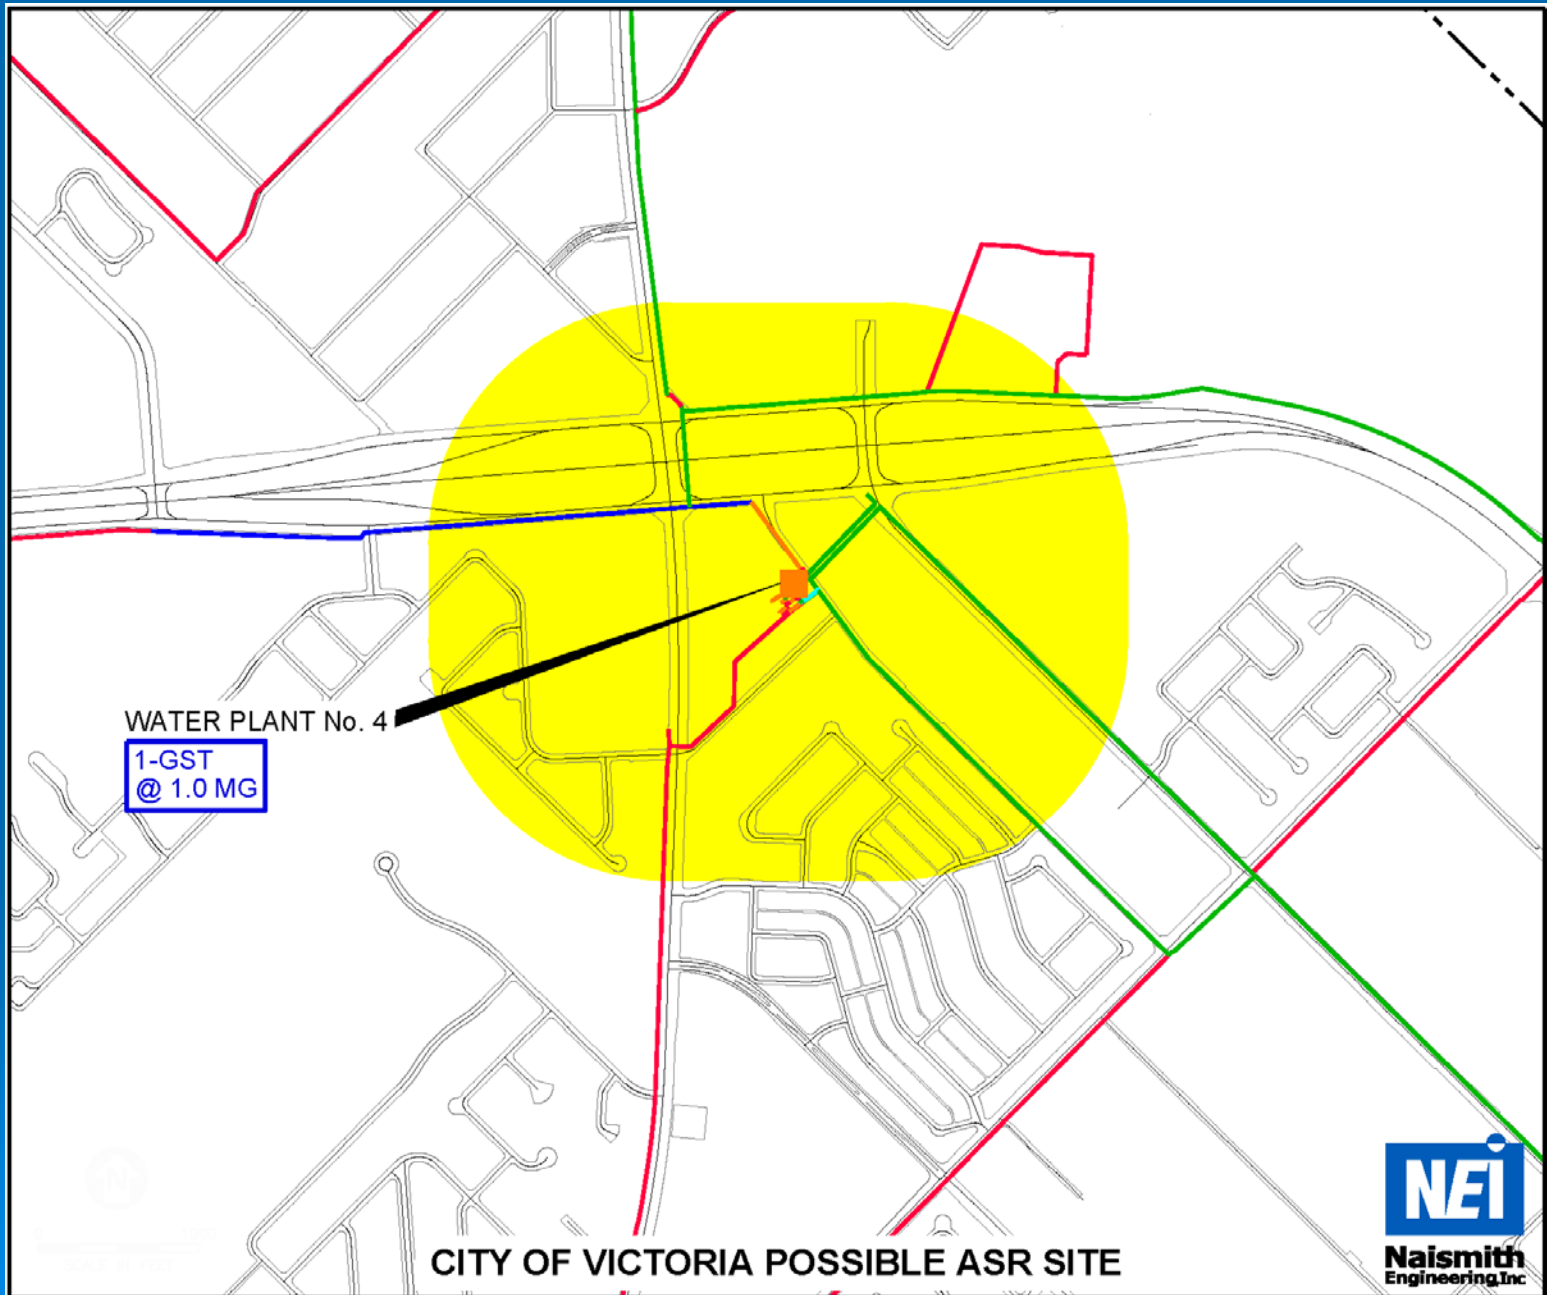 WATER PLANT No. 4
1-GST
@ 1.0 MG
CITY OF VICTORIA POSSIBLE ASR SITE
NEi
Naismith
Engineering,Inc